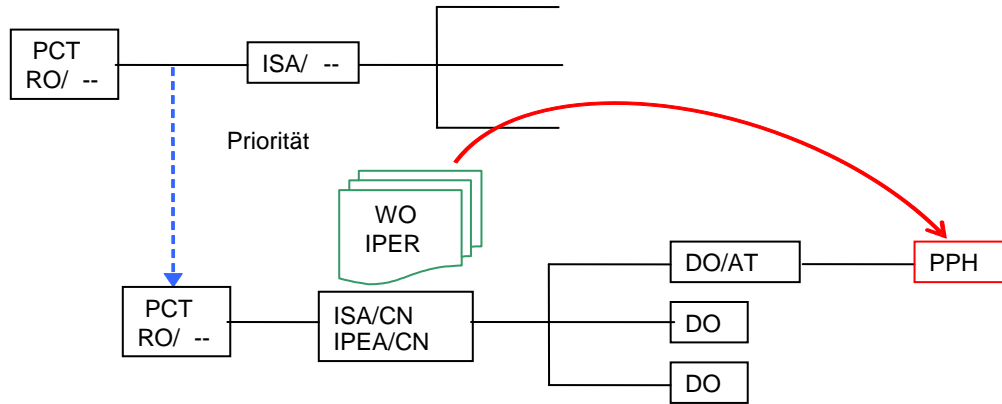 PCT
RO/ --
ISA/ --
Priorität
WO
IPER
DO/AT
PPH
PCT
RO/ --
ISA/CN
IPEA/CN
DO
DO